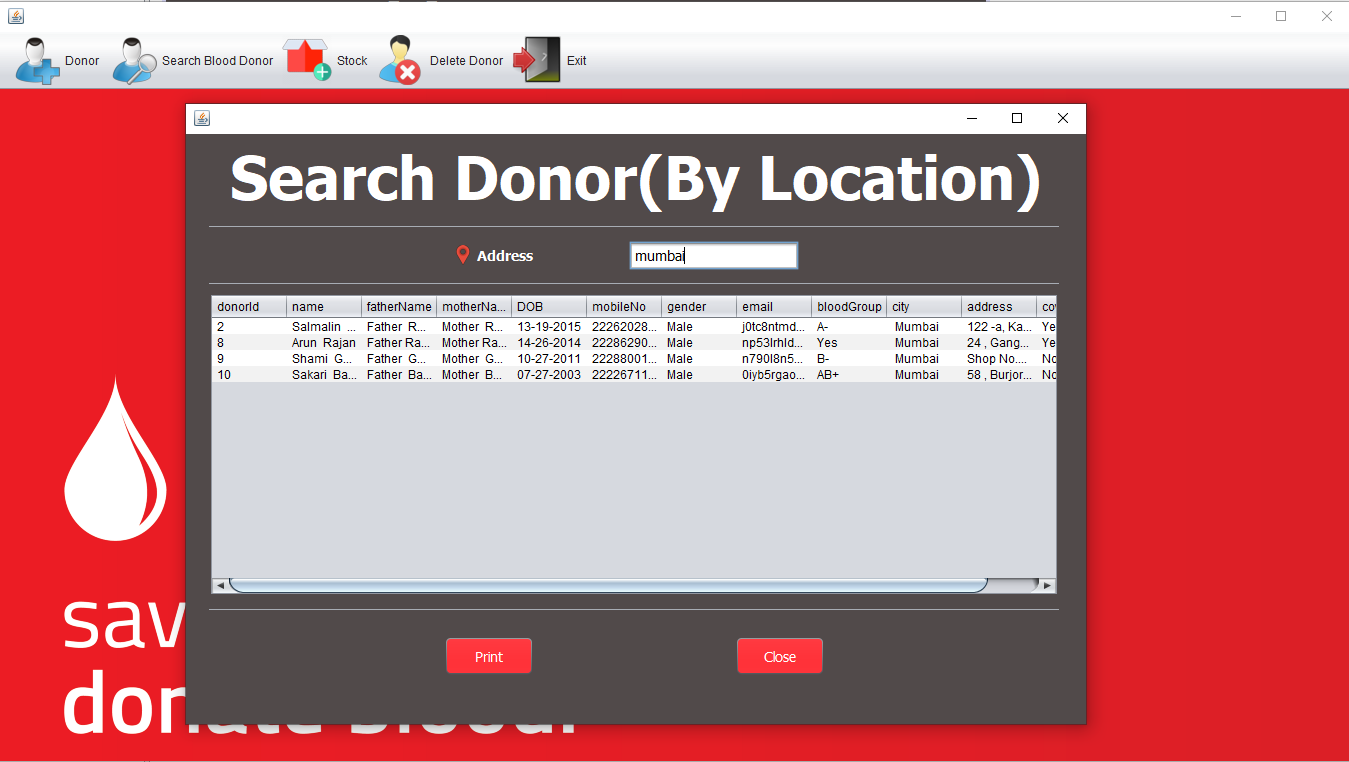 Donor Search Blood Donor Stock Delete Donor Exit
Search Donor(By Location)
Address mumbai
donorId name fatherName motherNa... DOB mobileNo gender email bloodGroup city address
2 Salmalin ... Father R... Mother R... 13-19-2015 22262028... Male j0tc8ntmd... A- Mumbai 122 -a, Ka... Ye
8 Arun Rajan Father Ra... Mother Ra... 14-26-2014 22286290... Male np53lrhld... Yes Mumbai 24 , Gang... Ye
9 Shami G... Father G... Mother G... 10-27-2011 22288001... Male n790l8n5... B- Mumbai Shop No.... No
10 Sakari Ba... Father Ba... Mother B... 07-27-2003 22226711... Male 0iyb5rgao... AB+ Mumbai 58 , Burjor... No
Print Close
sav
donate blood.